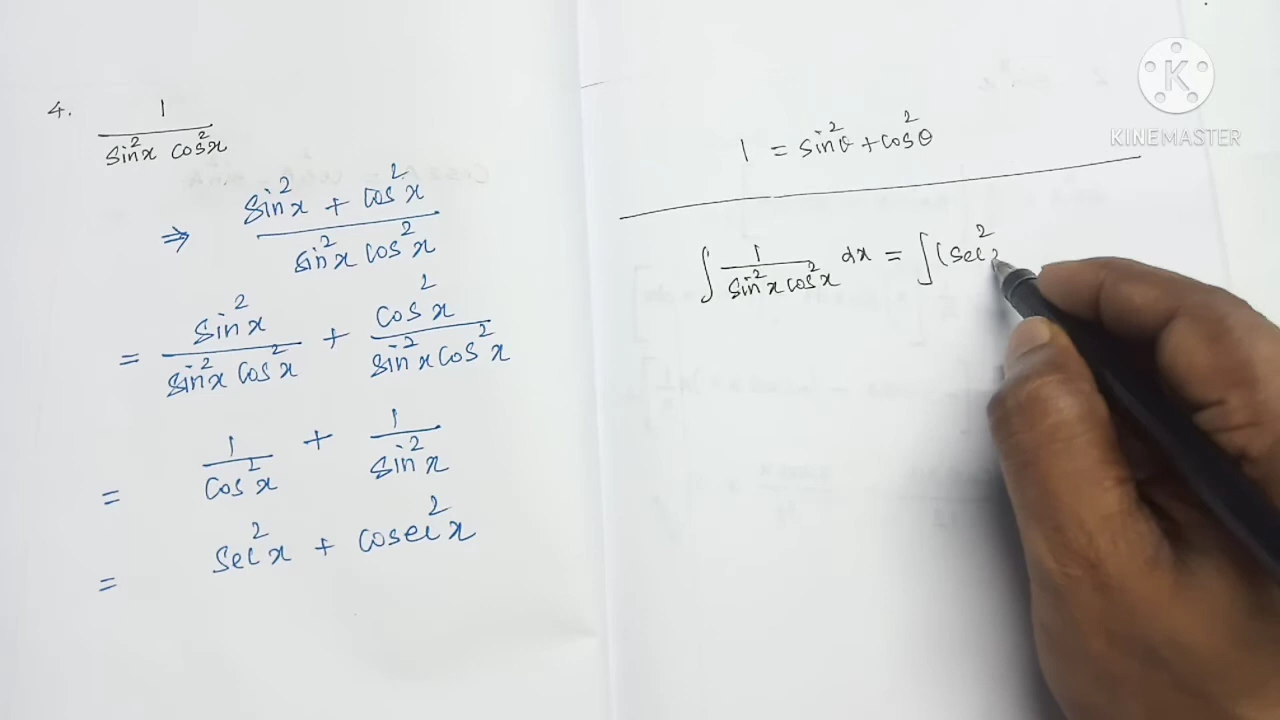 4. 1 / sin²x cos²x
⇒ sin²x + cos²x / sin²x cos²x
= sin²x / sin²x cos²x + cos²x / sin²x cos²x
= 1 / cos²x + 1 / sin²x
= sec²x + cosec²x
K
KINEMASTER
1 = sin²θ + cos²θ
∫ 1 / sin²x cos²x dx = ∫(sec²